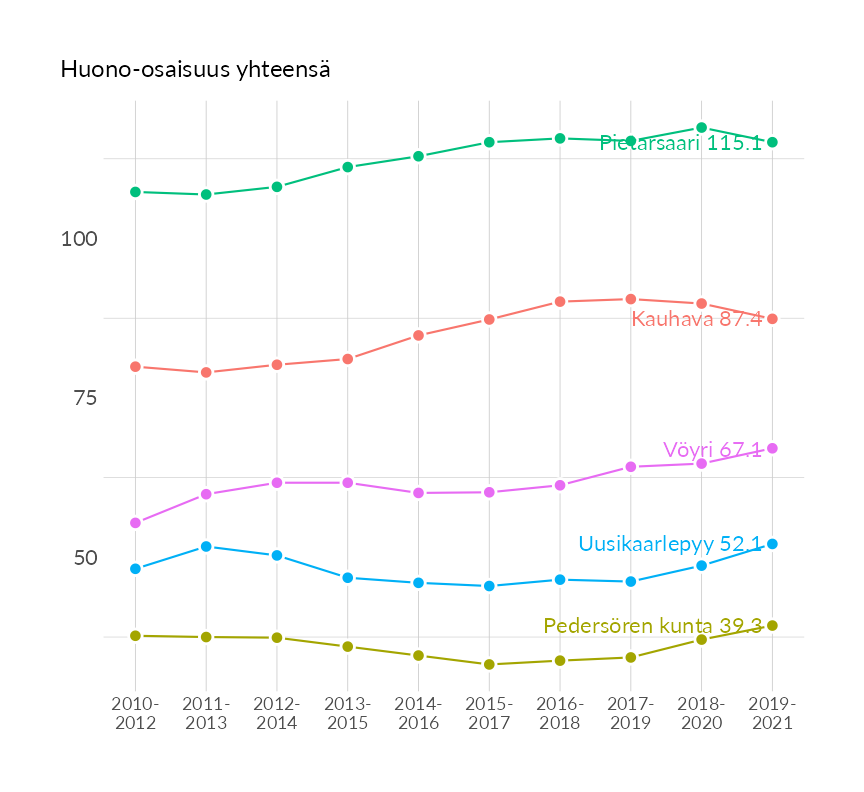 Huono-osaisuus yhteensä
Pietarsaari 115.1
100
Kauhava 87.4
75
Vöyri 67.1
Uusikaarlepyy 52.1
50
Pedersören kunta 39.3
2010- 2011- 2012- 2013- 2014- 2015- 2016- 2017- 2018- 2019-
2012 2013 2014 2015 2016 2017 2018 2019 2020 2021